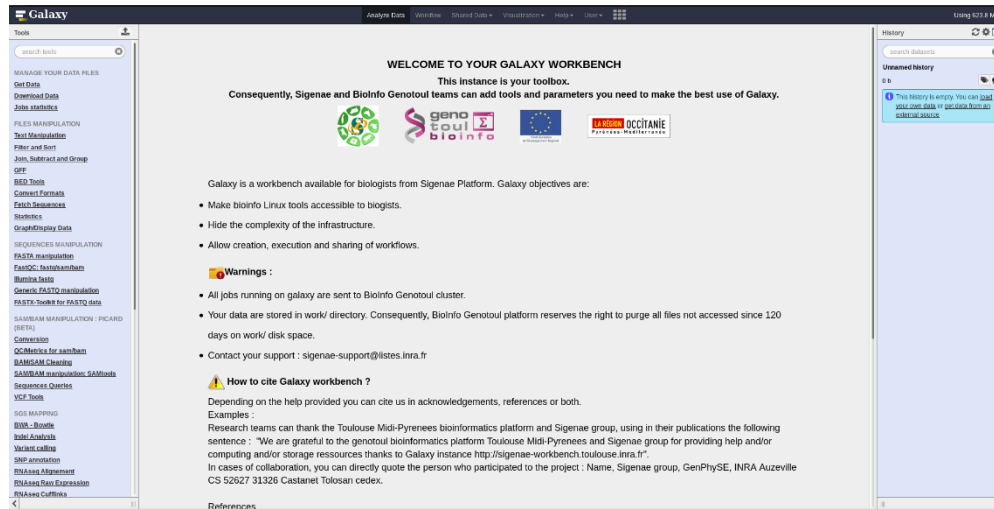 Galaxy
Analyze Data Workflow Shared Data Visualization Help User
Using 623.8 M
Tools
search tools
MANAGE YOUR DATA FILES
Get Data
Download Data
Jobs statistics
FILES MANIPULATION
Text Manipulation
Filter and Sort
Join, Subtract and Group
GFF
BED Tools
Convert Formats
Fetch Sequences
Statistics
Graph/Display Data
SEQUENCES MANIPULATION
FASTA manipulation
FastQC: fastq/sam/bam
Illumina fastq
Generic FASTQ manipulation
FASTX-Toolkit for FASTQ data
SAM/BAM MANIPULATION : PICARD
(BETA)
Conversion
QC/Metrics for sam/bam
BAM/SAM Cleaning
SAM/BAM manipulation: SAMtools
Sequences Queries
VCF Tools
SGS MAPPING
BWA - Bowtie
Indel Analysis
Variant calling
SNP annotation
RNAseq Alignement
RNAseq Raw Expression
RNAseq Cufflinks
WELCOME TO YOUR GALAXY WORKBENCH
This instance is your toolbox.
Consequently, Sigenae and BioInfo Genotoul teams can add tools and parameters you need to make the best use of Galaxy.
geno
toul
bioinfo
LA RÉGION OCCITANIE
Pyrénées-Méditerranée
Galaxy is a workbench available for biologists from Sigenae Platform. Galaxy objectives are:
• Make bioinfo Linux tools accessible to biogists.
• Hide the complexity of the infrastructure.
• Allow creation, execution and sharing of workflows.
Warnings :
• All jobs running on galaxy are sent to BioInfo Genotoul cluster.
• Your data are stored in work/ directory. Consequently, BioInfo Genotoul platform reserves the right to purge all files not accessed since 120
days on work/ disk space.
• Contact your support : sigenae-support@listes.inra.fr
How to cite Galaxy workbench ?
Depending on the help provided you can cite us in acknowledgements, references or both.
Examples :
Research teams can thank the Toulouse Midi-Pyrenees bioinformatics platform and Sigenae group, using in their publications the following
sentence : "We are grateful to the genotoul bioinformatics platform Toulouse Midi-Pyrenees and Sigenae group for providing help and/or
computing and/or storage ressources thanks to Galaxy instance http://sigenae-workbench.toulouse.inra.fr".
In cases of collaboration, you can directly quote the person who participated to the project : Name, Sigenae group, GenPhySE, INRA Auzeville
CS 52627 31326 Castanet Tolosan cedex.
References
History
search datasets
Unnamed history
0 b
This history is empty. You can load
your own data or get data from an
external source